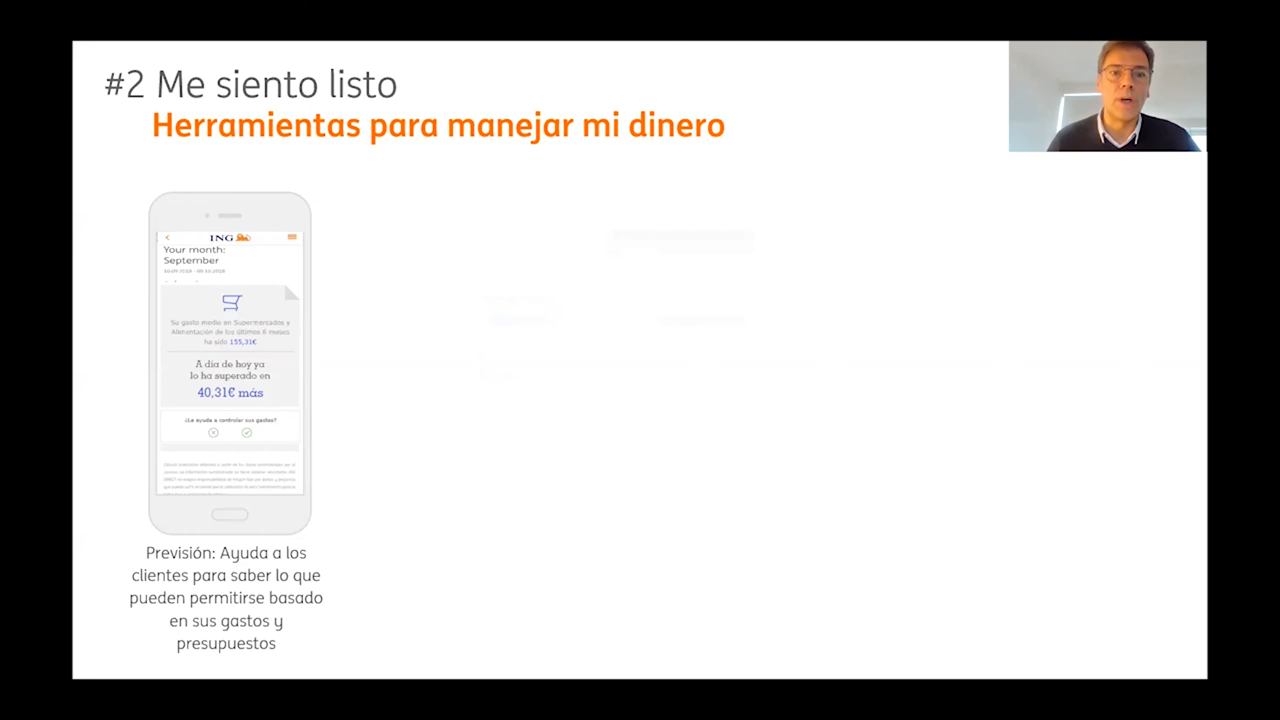 #2 Me siento listo
Herramientas para manejar mi dinero
ING
Your month:
September
Su gasto medio en Supermercados y
Alimentación de los últimos 6 meses
ha sido 155,31€
A día de hoy ya
lo ha superado en
40,31€ más
¿Le ayuda a controlar sus gastos?
Previsión: Ayuda a los
clientes para saber lo que
pueden permitirse basado
en sus gastos y
presupuestos